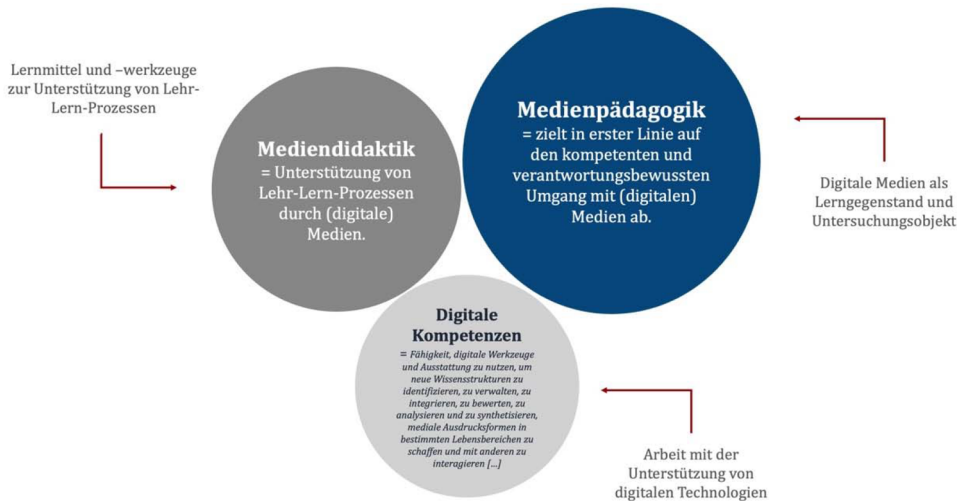 Lernmittel und –werkzeuge
zur Unterstützung von Lehr-
Lern-Prozessen
Mediendidaktik
= Unterstützung von
Lehr-Lern-Prozessen
durch (digitale)
Medien.
Medienpädagogik
= zielt in erster Linie auf
den kompetenten und
verantwortungsbewussten
Umgang mit (digitalen)
Medien ab.
Digitale Medien als
Lerngegenstand und
Untersuchungsobjekt
Digitale
Kompetenzen
= Fähigkeit, digitale Werkzeuge
und Ausstattung zu nutzen, um
neue Wissensstrukturen zu
identifizieren, zu verwalten, zu
integrieren, zu bewerten, zu
analysieren und zu synthetisieren,
mediale Ausdrucksformen in
bestimmten Lebensbereichen zu
schaffen und mit anderen zu
interagieren [...]
Arbeit mit der
Unterstützung von
digitalen Technologien